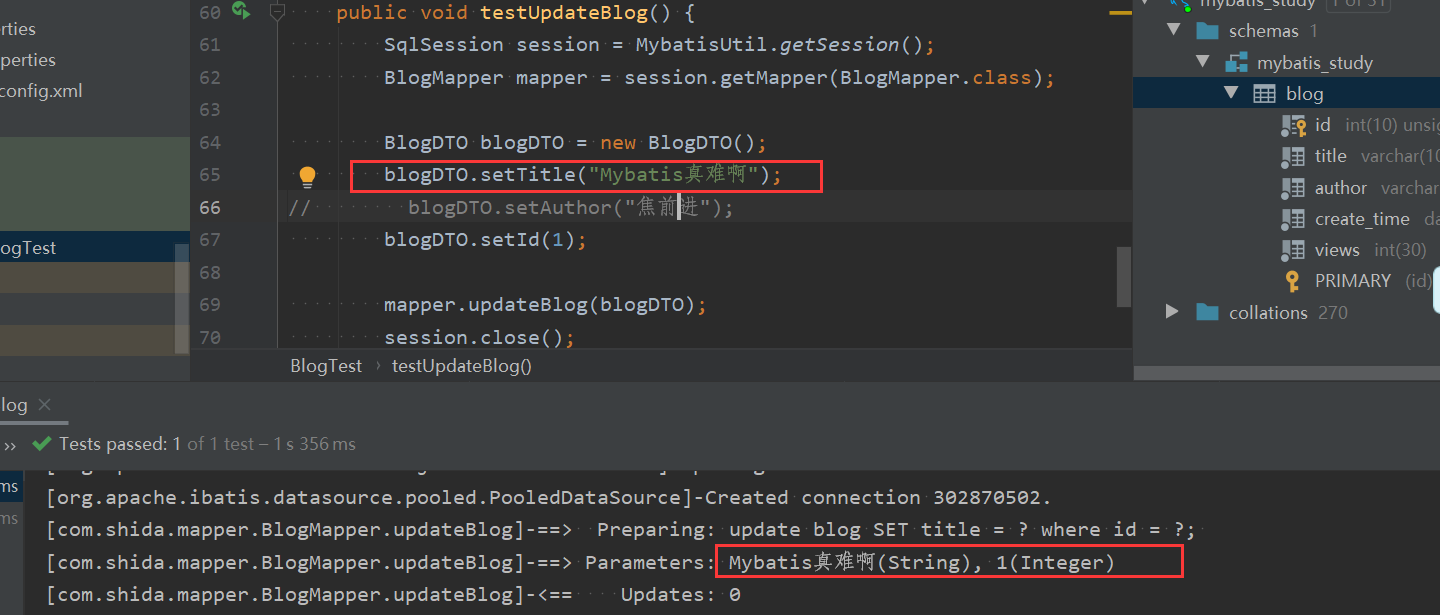 60 public void testUpdateBlog() {
61 SqlSession session = MybatisUtil.getSession();
62 BlogMapper mapper = session.getMapper(BlogMapper.class);
63
64 BlogDTO blogDTO = new BlogDTO();
65 blogDTO.setTitle("Mybatis真难啊");
66 // blogDTO.setAuthor("焦前进");
67 blogDTO.setId(1);
68
69 mapper.updateBlog(blogDTO);
70 session.close();
BlogTest › testUpdateBlog()
erties
perties
config.xml
ogTest
mybatis_study 1 of 31
schemas 1
mybatis_study
blog
id int(10) unsig
title varchar(10
author varchar
create_time da
views int(30)
PRIMARY (id)
collations 270
log ×
›› Tests passed: 1 of 1 test – 1 s 356 ms
ms
ms
[org.apache.ibatis.datasource.pooled.PooledDataSource]-Created connection 302870502.
[com.shida.mapper.BlogMapper.updateBlog]-==> Preparing: update blog SET title = ? where id = ?;
[com.shida.mapper.BlogMapper.updateBlog]-==> Parameters: Mybatis真难啊(String), 1(Integer)
[com.shida.mapper.BlogMapper.updateBlog]-<== Updates: 0